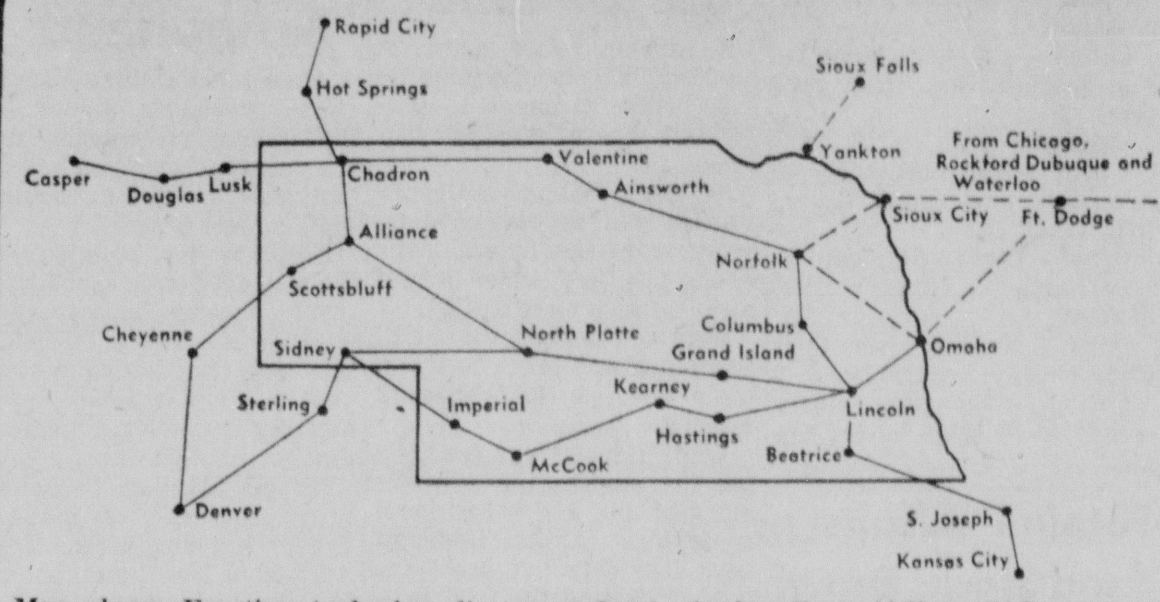 Rapid City
Sioux Falls
Hot Springs
From Chicago,
Rockford Dubuque and
Waterloo
Yankton
Valentine
Casper
Douglas
Lusk
Chadron
Ainsworth
Sioux City
Ft. Dodge
Alliance
Norfolk
Scottsbluff
Cheyenne
Sidney
North Platte
Columbus
Grand Island
Omaha
Kearney
Sterling
Imperial
Lincoln
Hastings
McCook
Beatrice
Denver
S. Joseph
Kansas City